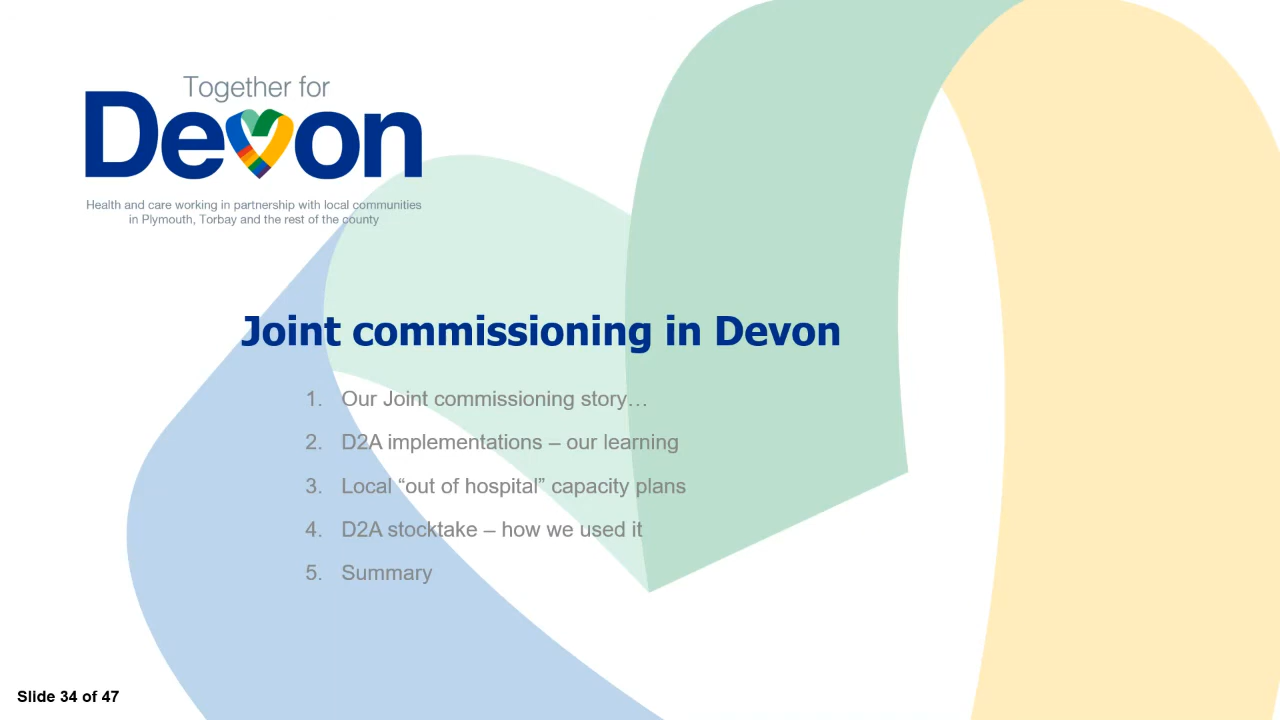 Together for
Devon
Health and care working in partnership with local communities
in Plymouth, Torbay and the rest of the county
Joint commissioning in Devon
1. Our Joint commissioning story…
2. D2A implementations – our learning
3. Local “out of hospital” capacity plans
4. D2A stocktake – how we used it
5. Summary
Slide 34 of 47